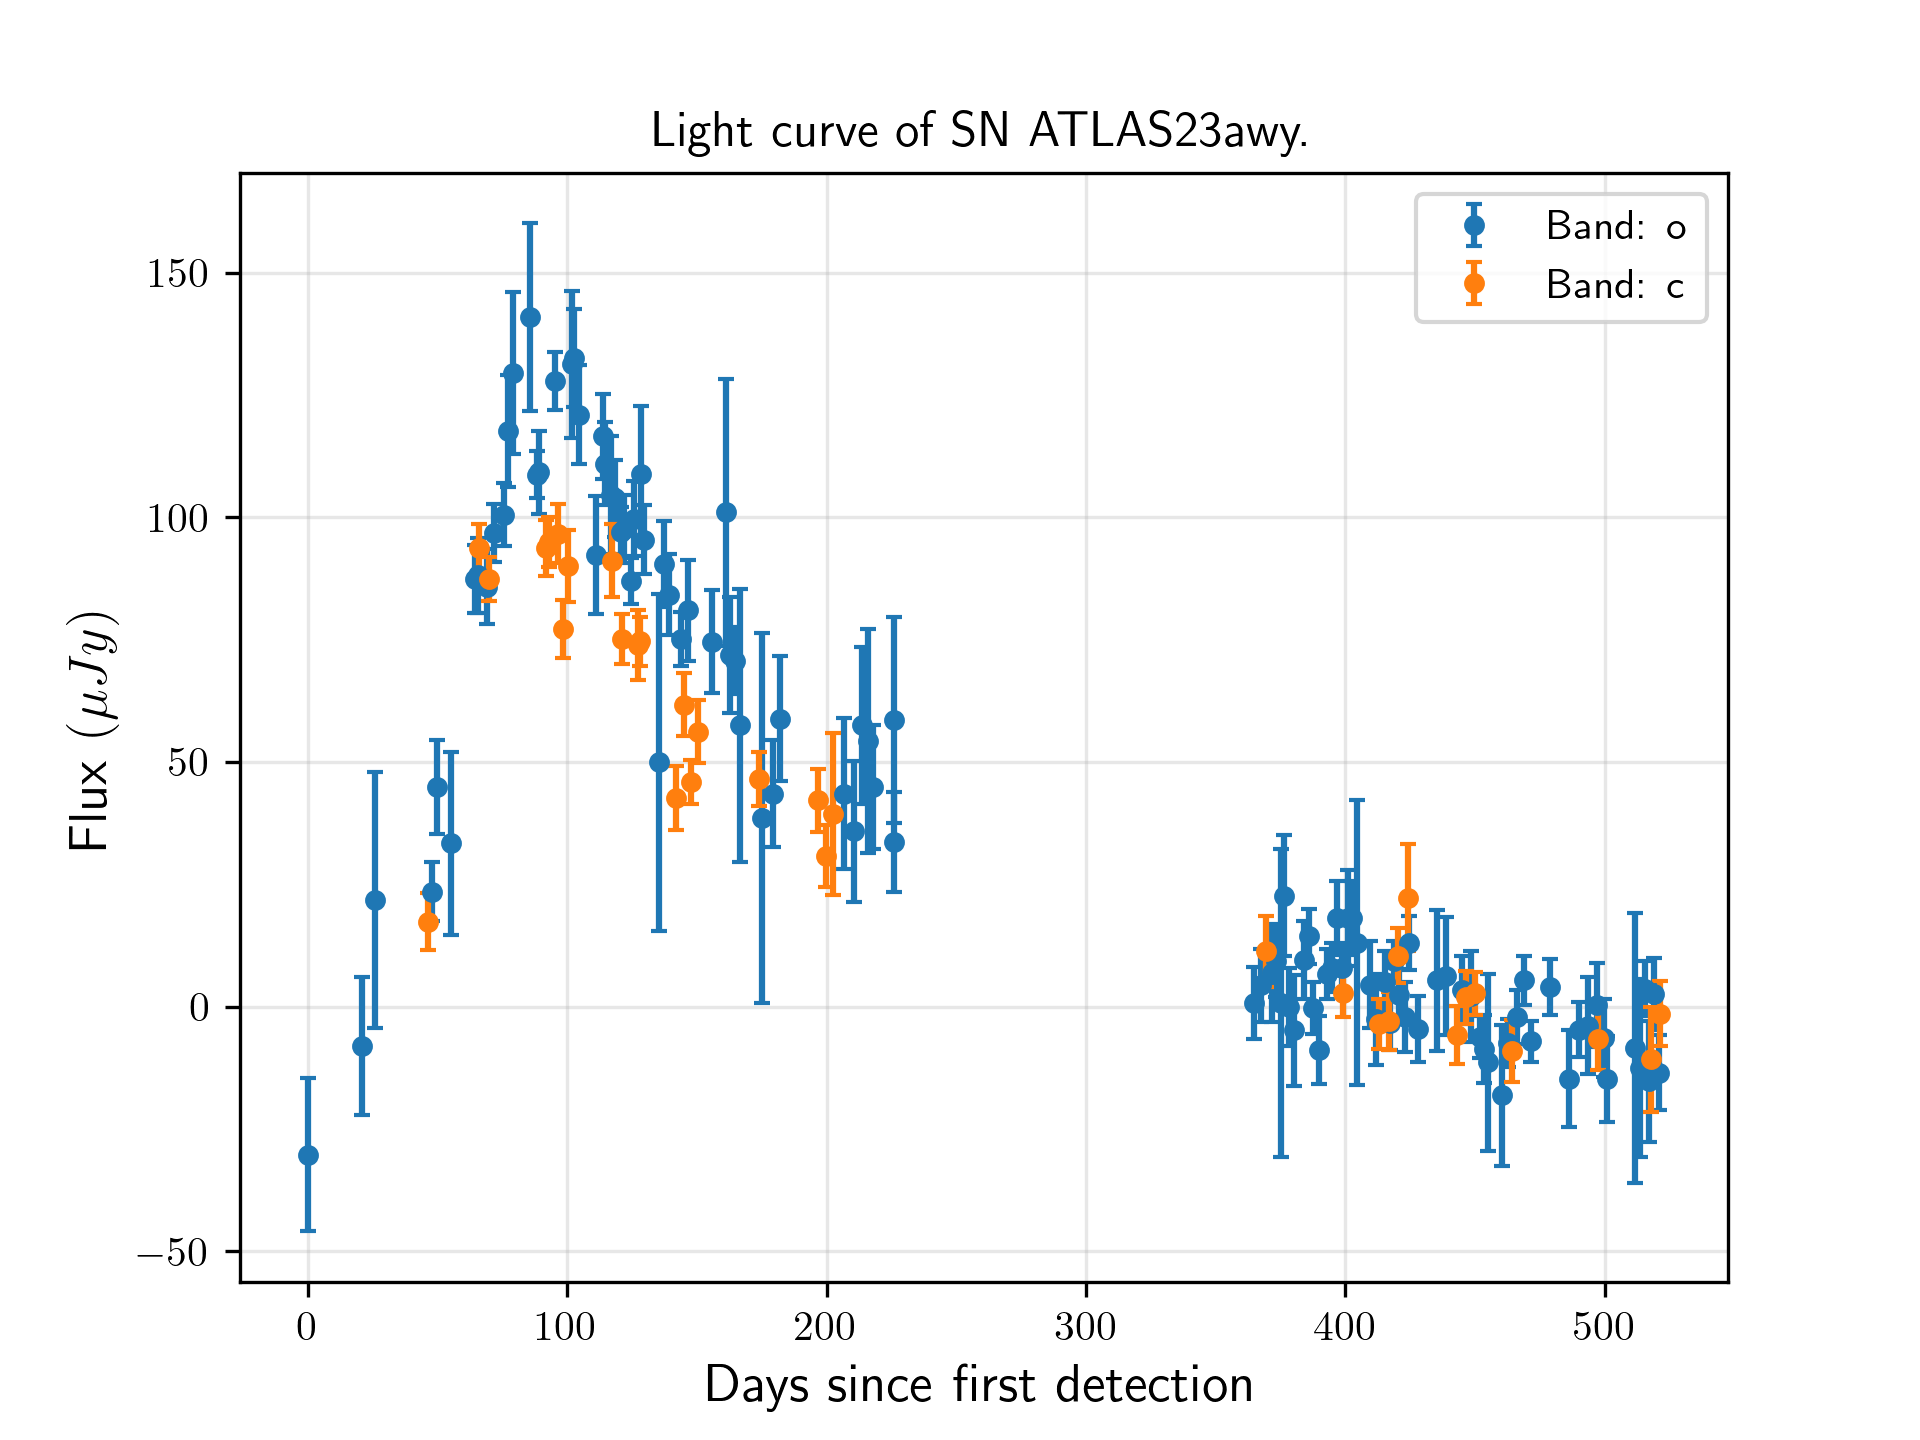 Light curve of SN ATLAS23awy.
Band: o
Band: c
150
100
50
0
−50
Flux (μJy)
0 100 200 300 400 500
Days since first detection